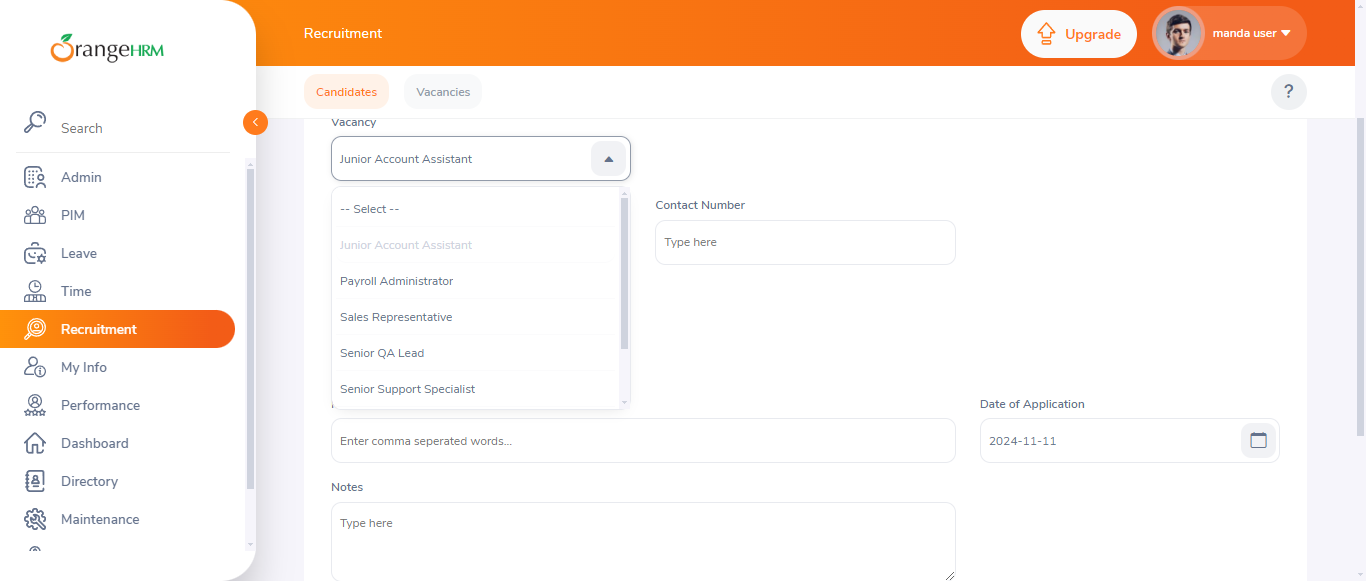 OrangeHRM
Recruitment
Upgrade
manda user
Candidates
Vacancies
?
Search
Admin
PIM
Leave
Time
Recruitment
My Info
Performance
Dashboard
Directory
Maintenance
Vacancy
Junior Account Assistant
-- Select --
Junior Account Assistant
Payroll Administrator
Sales Representative
Senior QA Lead
Senior Support Specialist
Contact Number
Type here
Enter comma seperated words...
Date of Application
2024-11-11
Notes
Type here